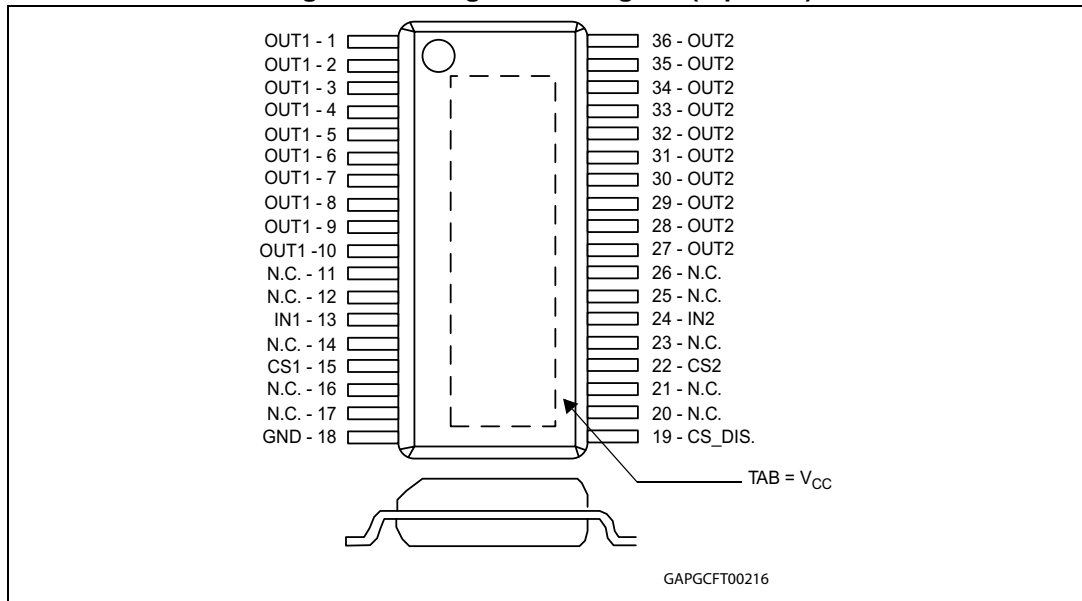 OUT1 - 1
OUT1 - 2
OUT1 - 3
OUT1 - 4
OUT1 - 5
OUT1 - 6
OUT1 - 7
OUT1 - 8
OUT1 - 9
OUT1 -10
N.C. - 11
N.C. - 12
IN1 - 13
N.C. - 14
CS1 - 15
N.C. - 16
N.C. - 17
GND - 18
36 - OUT2
35 - OUT2
34 - OUT2
33 - OUT2
32 - OUT2
31 - OUT2
30 - OUT2
29 - OUT2
28 - OUT2
27 - OUT2
26 - N.C.
25 - N.C.
24 - IN2
23 - N.C.
22 - CS2
21 - N.C.
20 - N.C.
19 - CS_DIS.
TAB = VCC
GAPGCFT00216